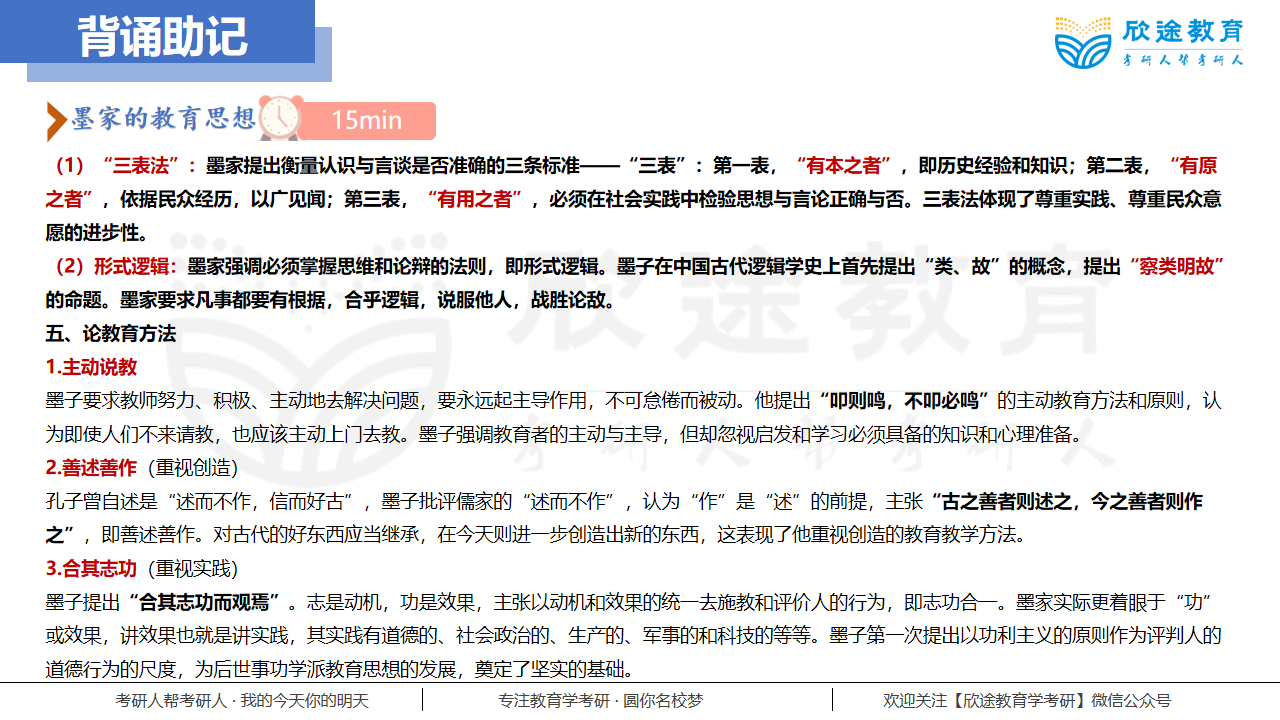 背诵助记
欣途教育
考研人帮考研人
墨家的教育思想
15min
（1）“三表法”：墨家提出衡量认识与言谈是否准确的三条标准——“三表”：第一表，“有本之者”，即历史经验和知识；第二表，“有原
之者”，依据民众经历，以广见闻；第三表，“有用之者”，必须在社会实践中检验思想与言论正确与否。三表法体现了尊重实践、尊重民众意
愿的进步性。
（2）形式逻辑：墨家强调必须掌握思维和论辩的法则，即形式逻辑。墨子在中国古代逻辑学史上首先提出“类、故”的概念，提出“察类明故”
的命题。墨家要求凡事都要有根据，合乎逻辑，说服他人，战胜论敌。
五、论教育方法
1.主动说教
墨子要求教师努力、积极、主动地去解决问题，要永远起主导作用，不可怠倦而被动。他提出“叩则鸣，不叩必鸣”的主动教育方法和原则，认
为即使人们不来请教，也应该主动上门去教。墨子强调教育者的主动与主导，但却忽视启发和学习必须具备的知识和心理准备。
2.善述善作（重视创造）
孔子曾自述是“述而不作，信而好古”，墨子批评儒家的“述而不作”，认为“作”是“述”的前提，主张“古之善者则述之，今之善者则作
之”，即善述善作。对古代的好东西应当继承，在今天则进一步创造出新的东西，这表现了他重视创造的教育教学方法。
3.合其志功（重视实践）
墨子提出“合其志功而观焉”。志是动机，功是效果，主张以动机和效果的统一去施教和评价人的行为，即志功合一。墨家实际更着眼于“功”
或效果，讲效果也就是讲实践，其实践有道德的、社会政治的、生产的、军事的和科技的等等。墨子第一次提出以功利主义的原则作为评判人的
道德行为的尺度，为后世事功学派教育思想的发展，奠定了坚实的基础。
欣途教育
考研人帮考研人
考研人帮考研人 · 我的今天你的明天
专注教育学考研 · 圆你名校梦
欢迎关注【欣途教育学考研】微信公众号